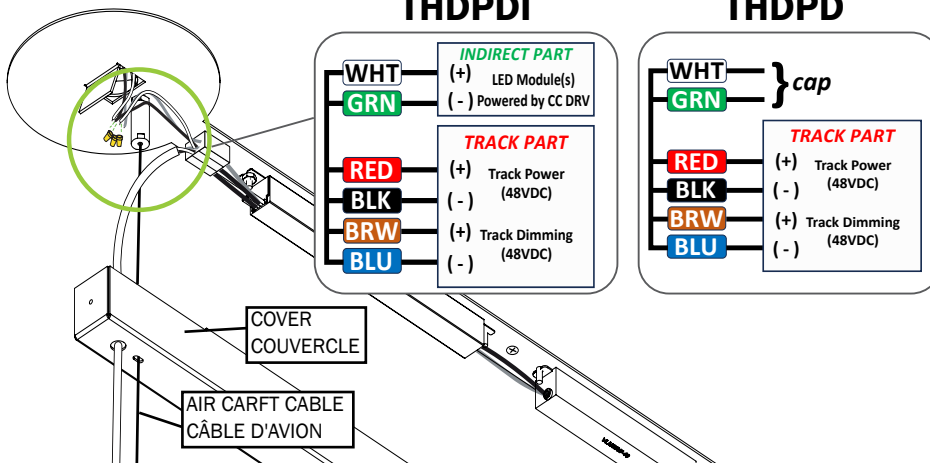 THDPDI
INDIRECT PART
WHT (+) LED Module(s)
GRN (-) Powered by CC DRV
TRACK PART
RED (+) Track Power
(48VDC)
BLK (-)
BRW (+) Track Dimming
(48VDC)
BLU (-)
THDPD
WHT
GRN
cap
TRACK PART
RED (+) Track Power
(48VDC)
BLK (-)
BRW (+) Track Dimming
(48VDC)
BLU (-)
COVER
COUVERCLE
AIR CARFT CABLE
CÂBLE D'AVION